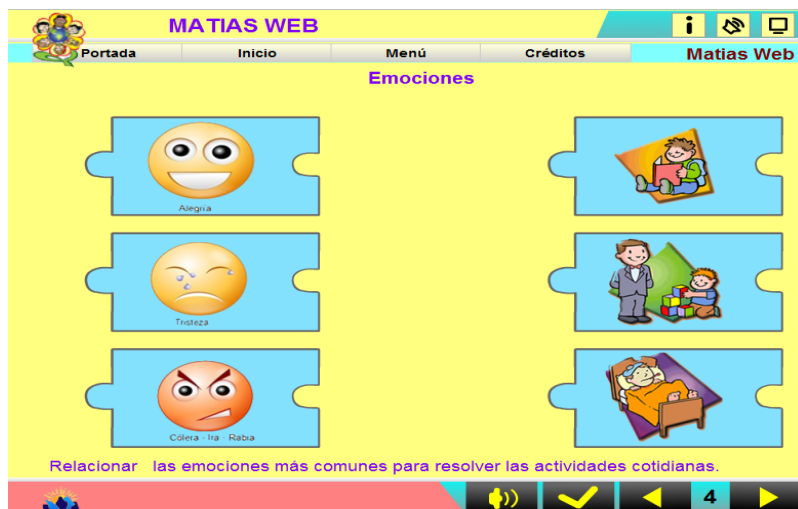 MATIAS WEB
Portada Inicio Menú Créditos Matias Web
Emociones
Alegría
Tristeza
Cólera - Ira - Rabia
Relacionar las emociones más comunes para resolver las actividades cotidianas.
4